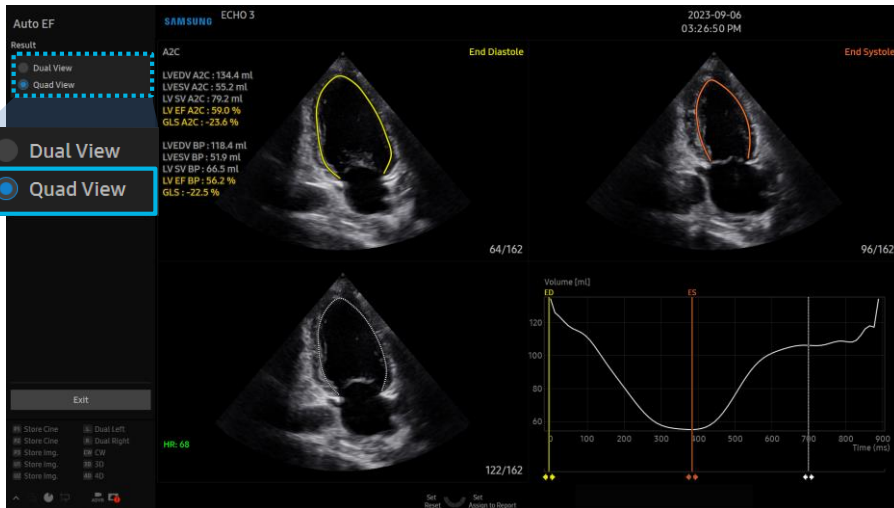 Auto EF
SAMSUNG
ECHO 3
2023-09-06
03:26:50 PM
Result
Dual View
Quad View
Dual View
Quad View
A2C
End Diastole
LVEDV A2C : 134.4 ml
LVESV A2C : 55.2 ml
LV SV A2C : 79.2 ml
LV EF A2C : 59.0 %
GLS A2C : -23.6 %
LVEDV BP : 118.4 ml
LVESV BP : 51.9 ml
LV SV BP : 66.5 ml
LV EF BP : 56.2 %
GLS : -22.5 %
64/162
End Systole
96/162
HR: 68
122/162
Volume [ml]
ED
ES
120
100
80
60
0 100 200 300 400 500 600 700 800 900
Time (ms)
Exit
Store Cine Dual Left
Store Cine Dual Right
Store Img. CW
Store Img. 3D
Store Img. 4D
Set Set
Reset Assign to Report